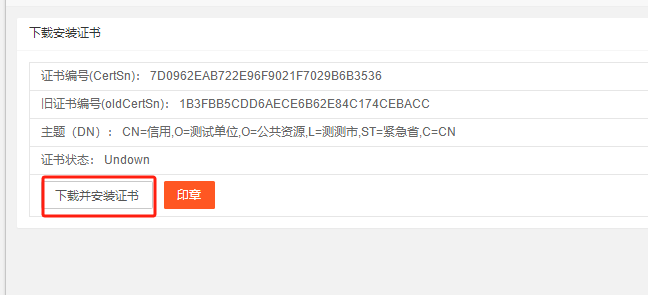 下载安装证书
证书编号(CertSn)： 7D0962EAB722E96F9021F7029B6B3536
旧证书编号(oldCertSn)： 1B3FBB5CDD6AECE6B62E84C174CEBACC
主题（DN）： CN=信用,O=测试单位,O=公共资源,L=测测市,ST=紧急省,C=CN
证书状态： Undown
下载并安装证书 印章